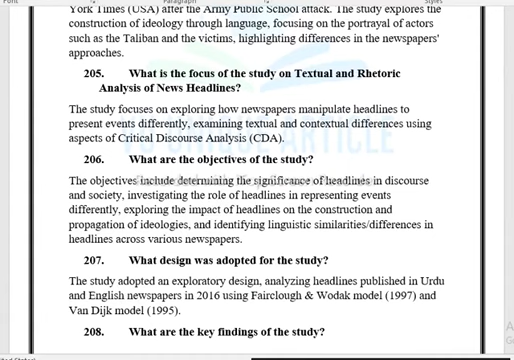 Font
Paragraph
Styles
York Times (USA) after the Army Public School attack. The study explores the
construction of ideology through language, focusing on the portrayal of actors
such as the Taliban and the victims, highlighting differences in the newspapers'
approaches.
205. What is the focus of the study on Textual and Rhetoric
Analysis of News Headlines?
The study focuses on exploring how newspapers manipulate headlines to
present events differently, examining textual and contextual differences using
aspects of Critical Discourse Analysis (CDA).
206. What are the objectives of the study?
The objectives include determining the significance of headlines in discourse
and society, investigating the role of headlines in representing events
differently, exploring the impact of headlines on the construction and
propagation of ideologies, and identifying linguistic similarities/differences in
headlines across various newspapers.
207. What design was adopted for the study?
The study adopted an exploratory design, analyzing headlines published in Urdu
and English newspapers in 2016 using Fairclough & Wodak model (1997) and
Van Dijk model (1995).
208. What are the key findings of the study?